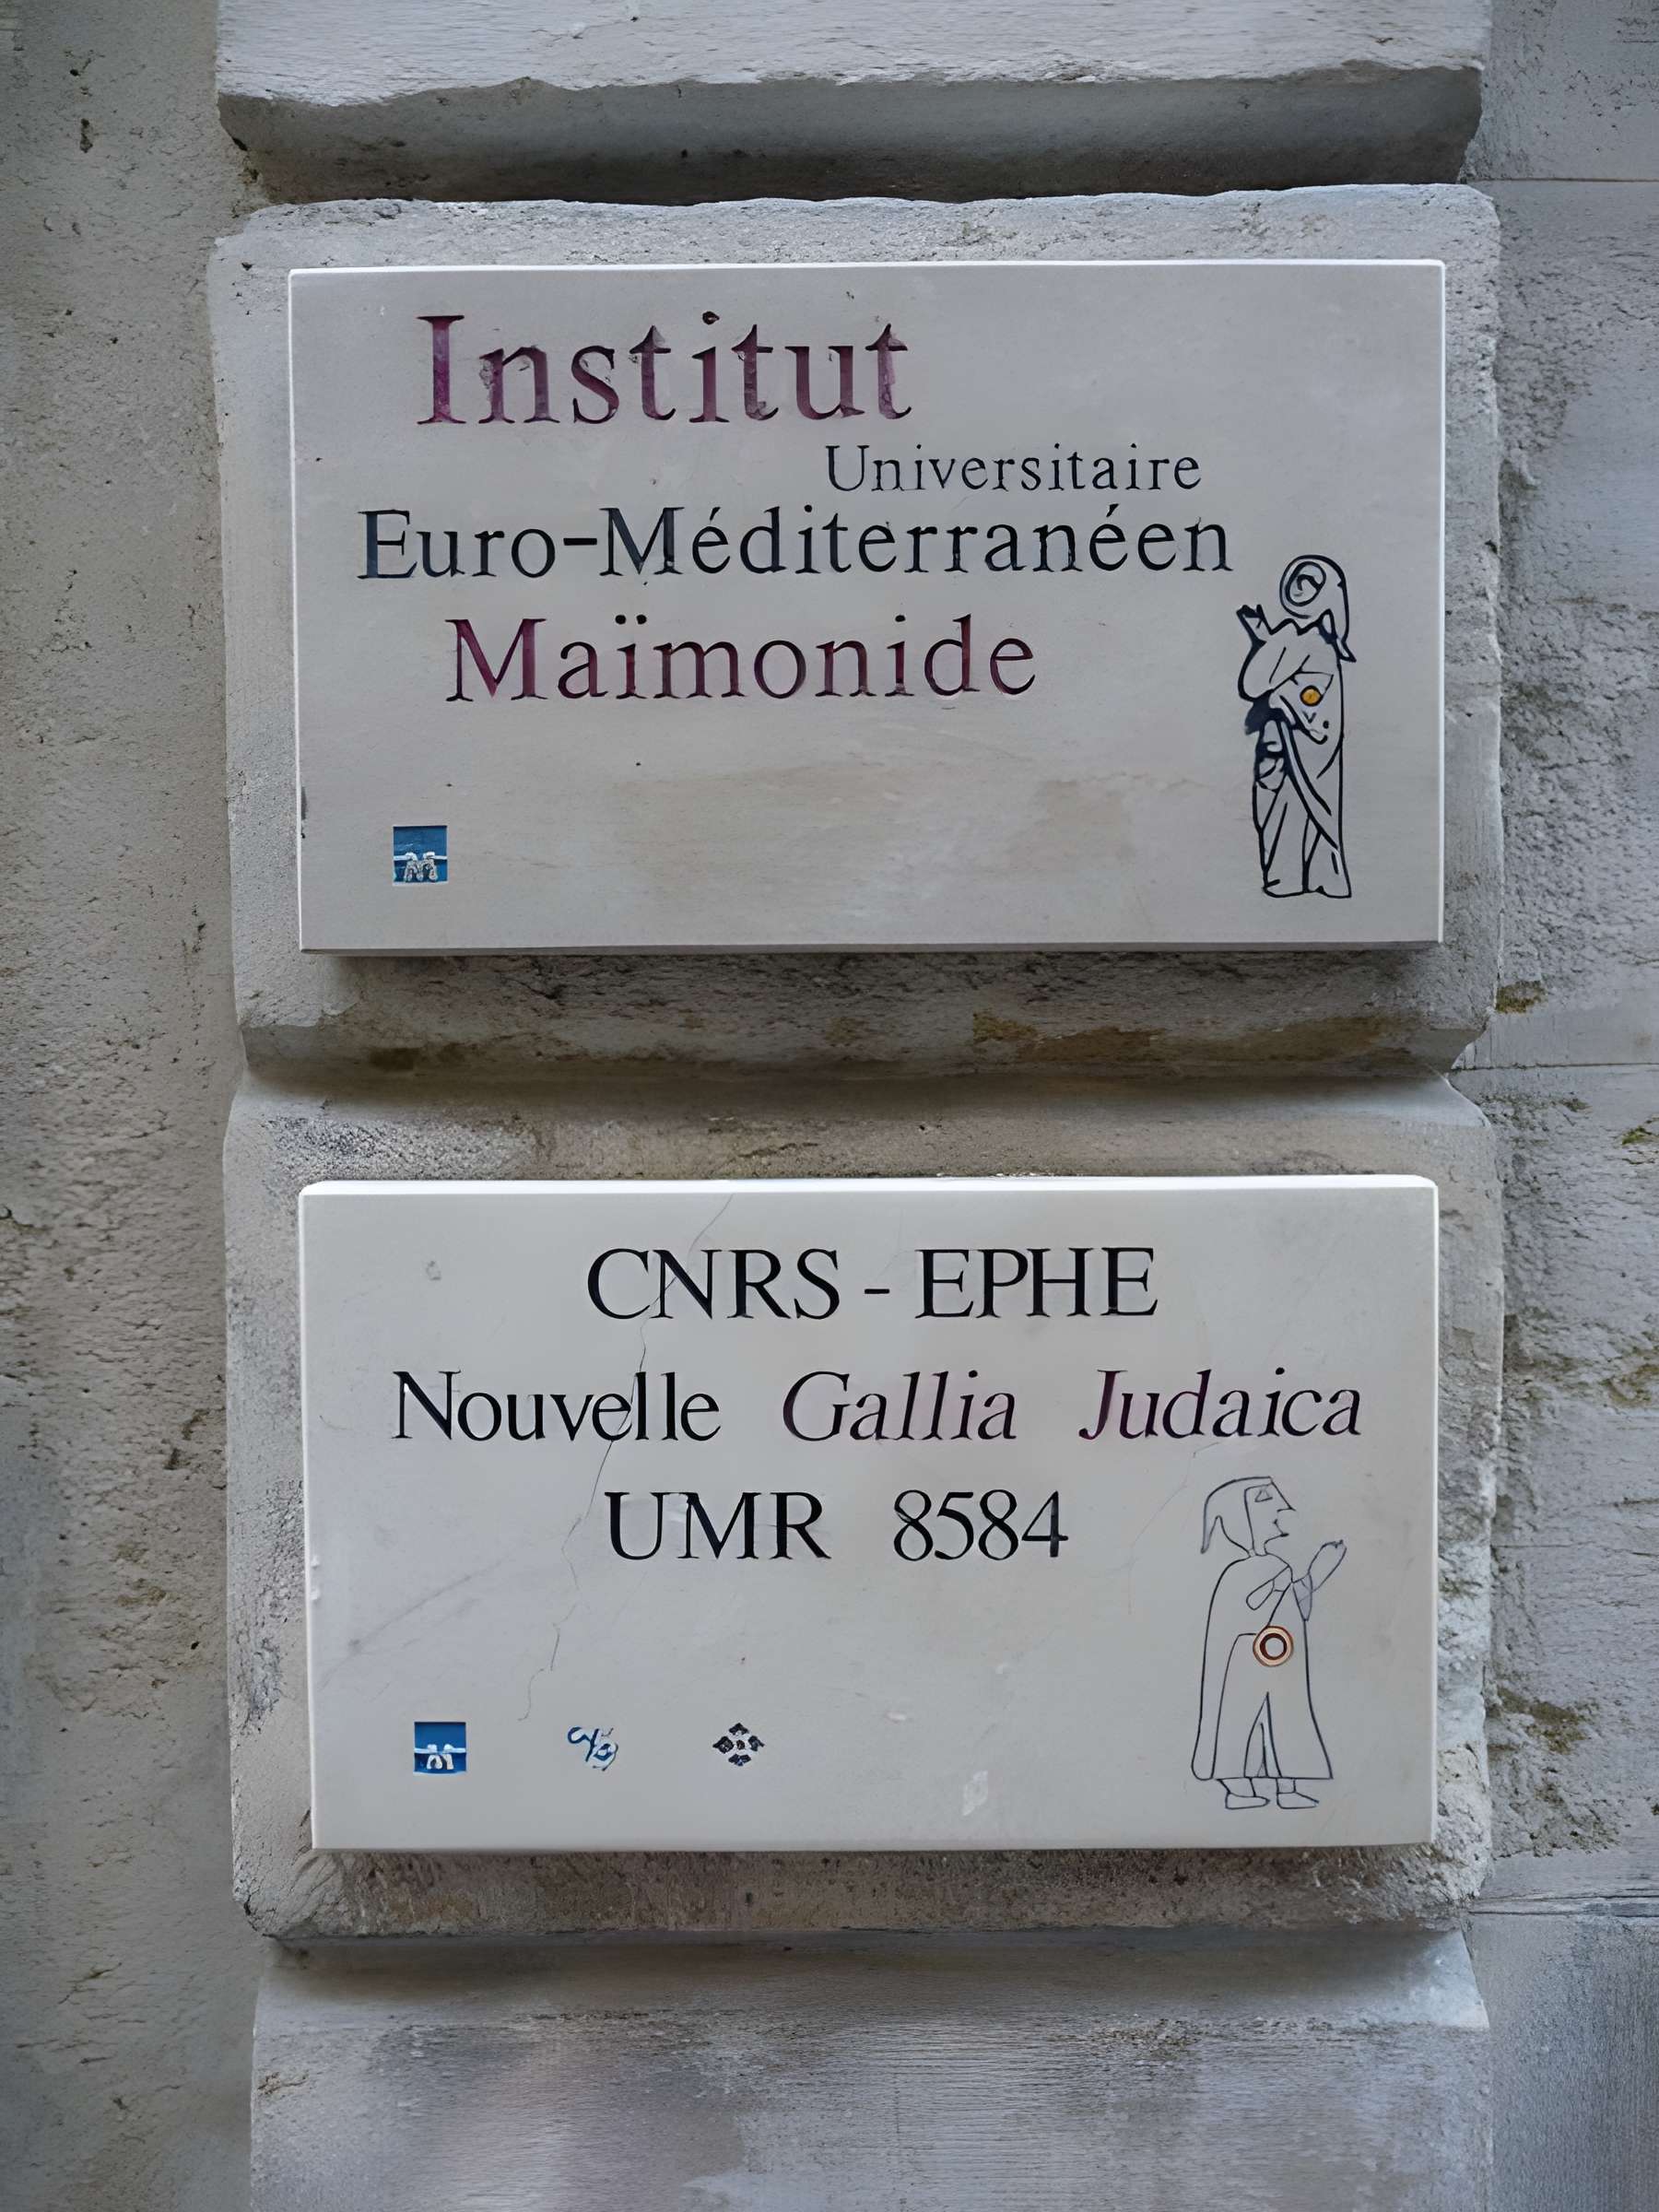 Institut
Universitaire
Euro-Méditerranéen
Maïmonide
CNRS - EPHE
Nouvelle Gallia Judaica
UMR 8584